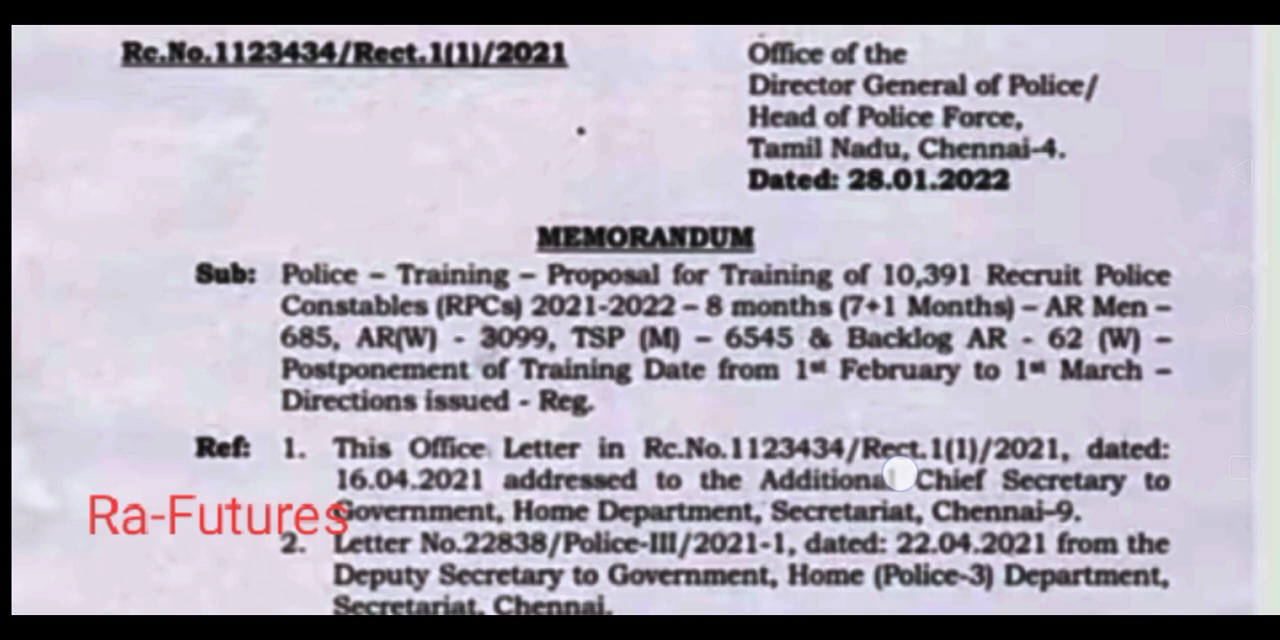 Rc.No.1123434/Rect.1(1)/2021
Office of the
Director General of Police/
Head of Police Force,
Tamil Nadu, Chennai-4.
Dated: 28.01.2022
MEMORANDUM
Sub: Police – Training – Proposal for Training of 10,391 Recruit Police
Constables (RPCs) 2021-2022 – 8 months (7+1 Months) – AR Men –
685, AR(W) - 3099, TSP (M) – 6545 & Backlog AR - 62 (W) –
Postponement of Training Date from 1st February to 1st March –
Directions issued - Reg.
Ref: 1. This Office Letter in Rc.No.1123434/Rect.1(1)/2021, dated:
16.04.2021 addressed to the Additional Chief Secretary to
Government, Home Department, Secretariat, Chennai-9.
Ra-Futures
2. Letter No.22838/Police-III/2021-1, dated: 22.04.2021 from the
Deputy Secretary to Government, Home (Police-3) Department,
Secretariat, Chennai.